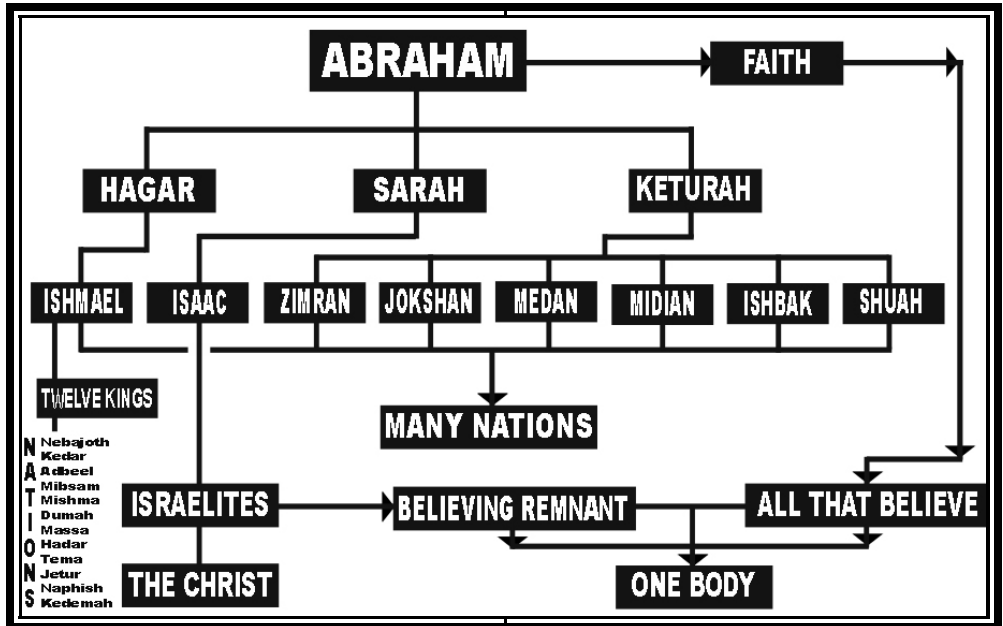 ABRAHAM
FAITH
HAGAR
SARAH
KETURAH
ISHMAEL
ISAAC
ZIMRAN
JOKSHAN
MEDAN
MIDIAN
ISHBAK
SHUAH
TWELVE KINGS
MANY NATIONS
NATIONS
Nebajoth
Kedar
Adbeel
Mibsam
Mishma
Dumah
Massa
Hadar
Tema
Jetur
Naphish
Kedemah
ISRAELITES
BELIEVING REMNANT
ALL THAT BELIEVE
THE CHRIST
ONE BODY